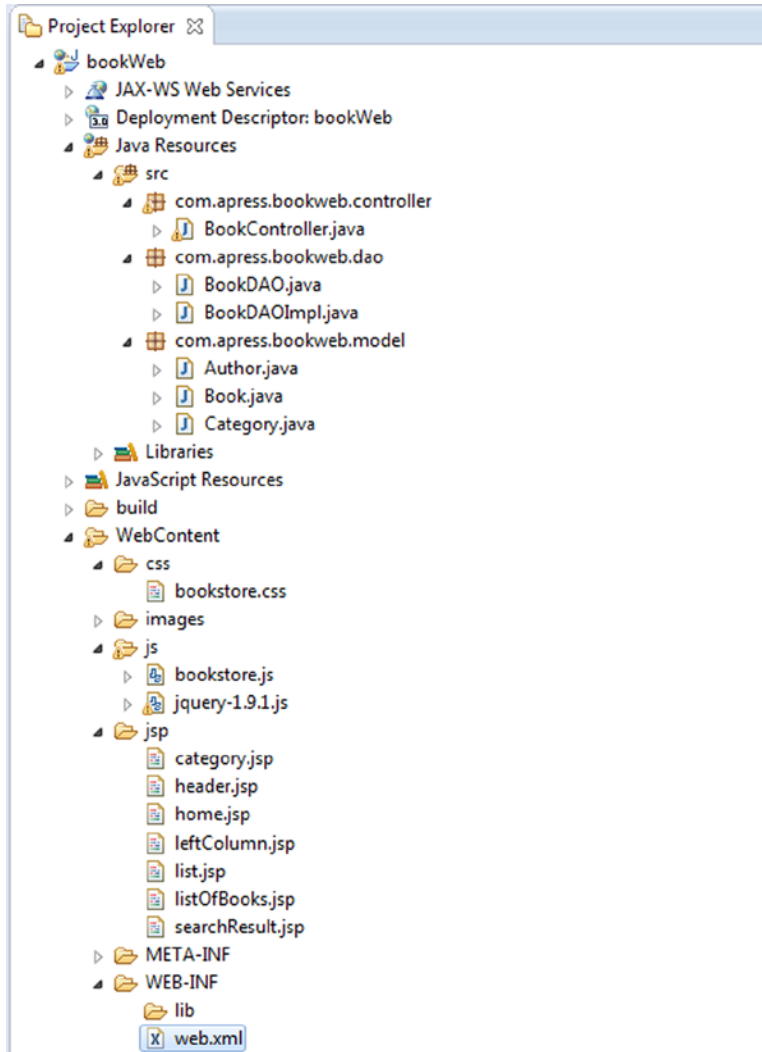 Project Explorer
bookWeb
JAX-WS Web Services
3.0 Deployment Descriptor: bookWeb
Java Resources
src
com.apress.bookweb.controller
J BookController.java
com.apress.bookweb.dao
J BookDAO.java
J BookDAOImpl.java
com.apress.bookweb.model
J Author.java
J Book.java
J Category.java
Libraries
JavaScript Resources
build
WebContent
css
bookstore.css
images
js
bookstore.js
jquery-1.9.1.js
jsp
category.jsp
header.jsp
home.jsp
leftColumn.jsp
list.jsp
listOfBooks.jsp
searchResult.jsp
META-INF
WEB-INF
lib
X web.xml